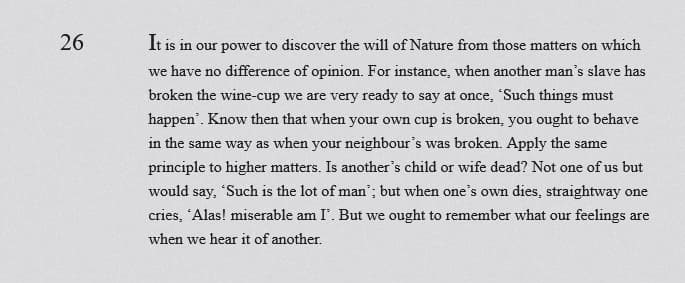 26 It is in our power to discover the will of Nature from those matters on which
we have no difference of opinion. For instance, when another man's slave has
broken the wine-cup we are very ready to say at once, ‘Such things must
happen’. Know then that when your own cup is broken, you ought to behave
in the same way as when your neighbour’s was broken. Apply the same
principle to higher matters. Is another’s child or wife dead? Not one of us but
would say, ‘Such is the lot of man’; but when one’s own dies, straightway one
cries, ‘Alas! miserable am I’. But we ought to remember what our feelings are
when we hear it of another.